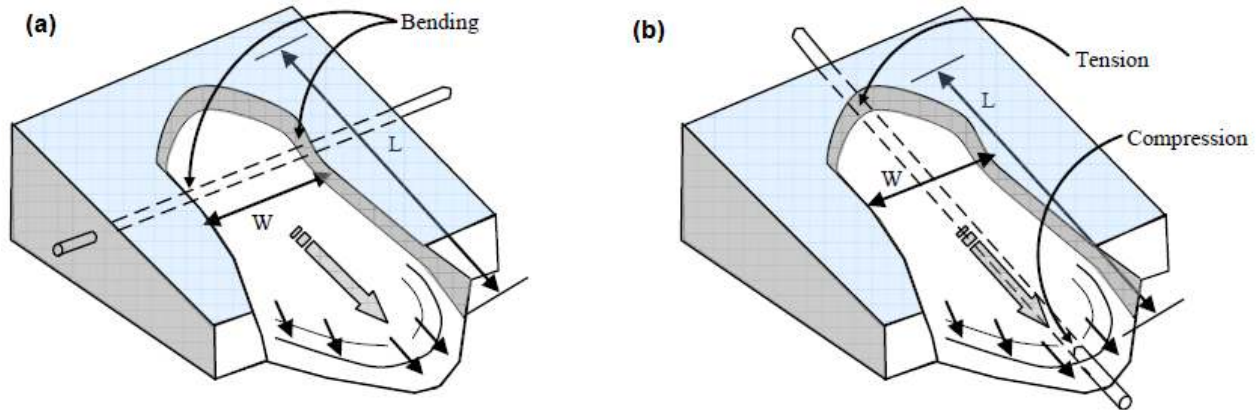 (a)
Bending
L
W
(b)
Tension
L
Compression
W